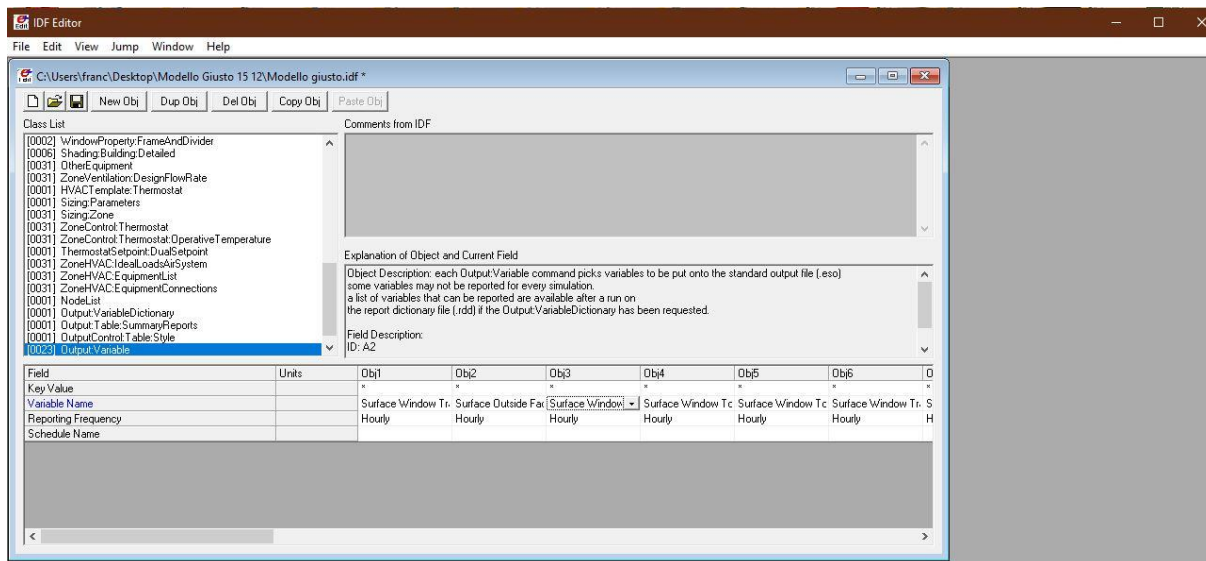 IDF Editor
File Edit View Jump Window Help
C:\Users\franc\Desktop\Modello Giusto 15 12\Modello giusto.idf *
New Obj Dup Obj Del Obj Copy Obj Paste Obj
Class List
Comments from IDF
[0002] WindowProperty:FrameAndDivider
[0006] Shading:Building:Detailed
[0031] OtherEquipment
[0031] ZoneVentilation:DesignFlowRate
[0001] HVACTemplate:Thermostat
[0001] Sizing:Parameters
[0031] Sizing:Zone
[0031] ZoneControl:Thermostat
[0031] ZoneControl:Thermostat:OperativeTemperature
[0001] ThermostatSetpoint:DualSetpoint
[0031] ZoneHVAC:IdealLoadsAirSystem
[0031] ZoneHVAC:EquipmentList
[0031] ZoneHVAC:EquipmentConnections
[0001] NodeList
[0001] Output:VariableDictionary
[0001] Output:Table:SummaryReports
[0001] OutputControl:Table:Style
[0023] Output:Variable
Explanation of Object and Current Field
Object Description: each Output:Variable command picks variables to be put onto the standard output file (.eso)
some variables may not be reported for every simulation.
a list of variables that can be reported are available after a run on
the report dictionary file (.rdd) if the Output:VariableDictionary has been requested.
Field Description:
ID: A2
Field Units Obj1 Obj2 Obj3 Obj4 Obj5 Obj6 O
Key Value * * * * * * *
Variable Name Surface Window Tr. Surface Outside Fac Surface Window Surface Window Tc Surface Window Tc Surface Window Tr. S
Reporting Frequency Hourly Hourly Hourly Hourly Hourly Hourly H
Schedule Name